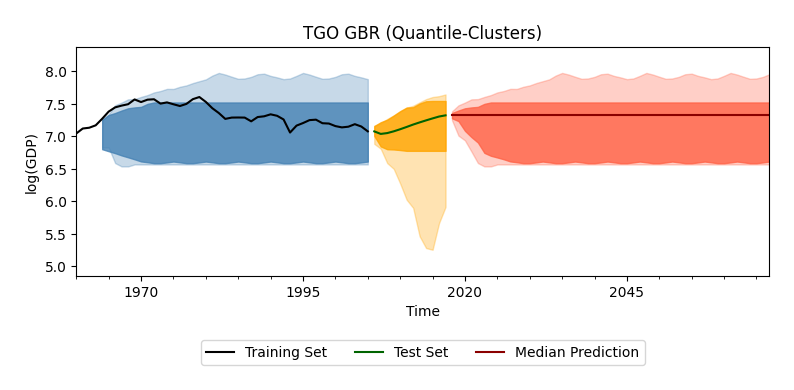 TGO GBR (Quantile-Clusters)
8.0
7.5
7.0
6.5
6.0
5.5
5.0
log(GDP)
1970 1995 2020 2045
Time
Training Set Test Set Median Prediction